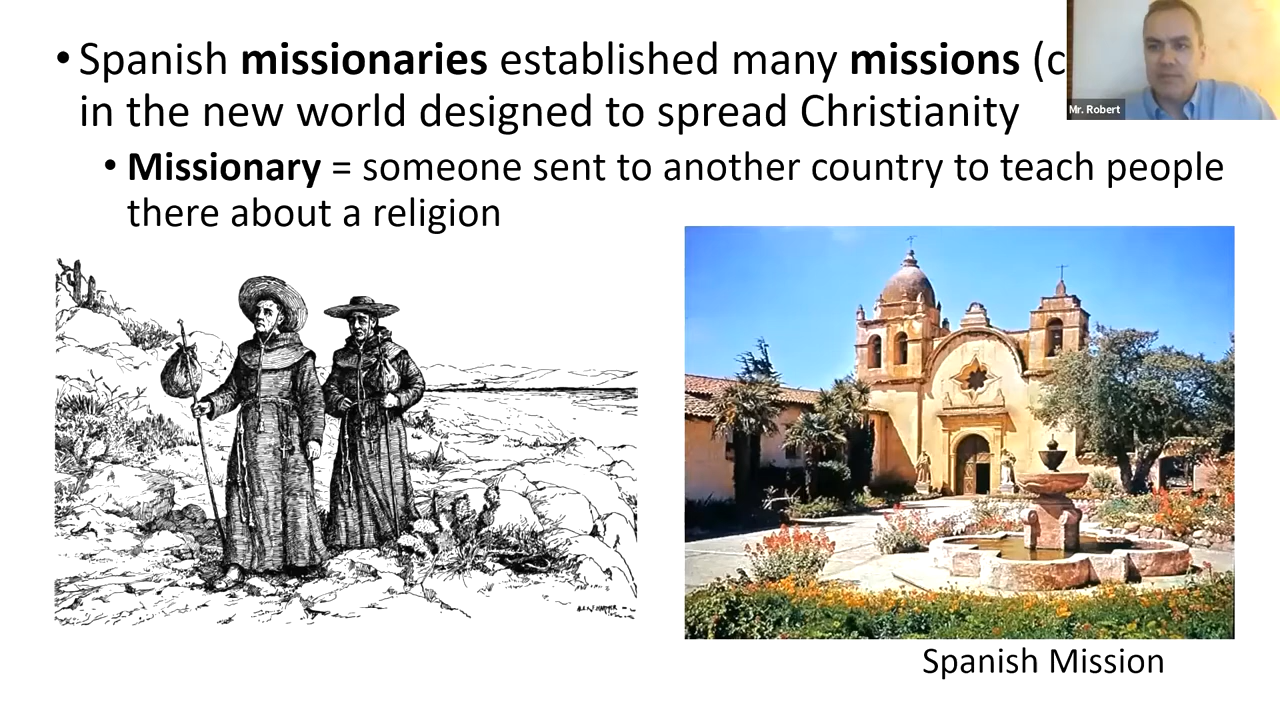 • Spanish missionaries established many missions (c
in the new world designed to spread Christianity
Mr. Robert
• Missionary = someone sent to another country to teach people
there about a religion
Spanish Mission